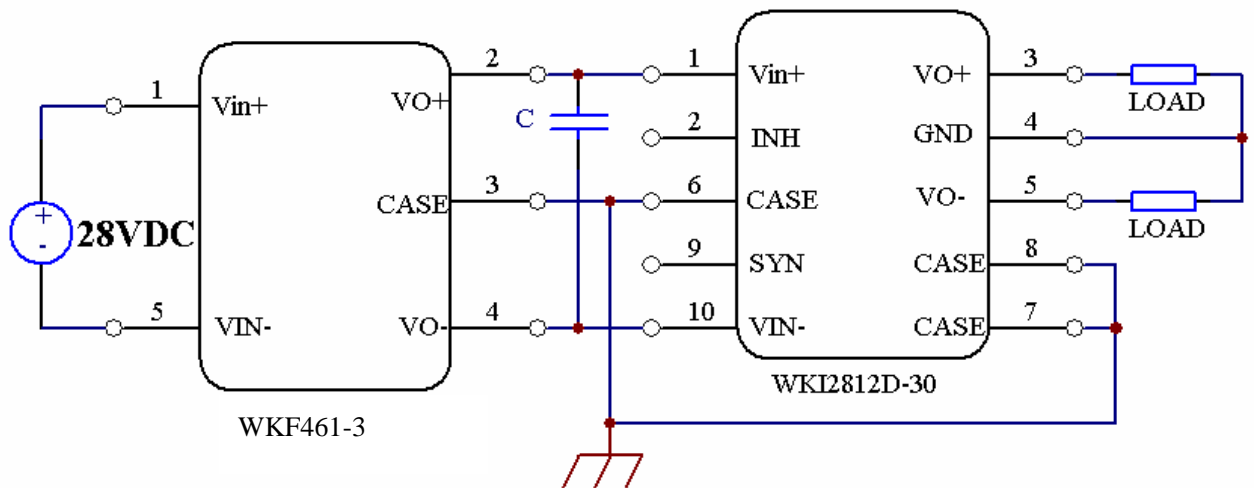 28VDC
+
-
1
Vin+
5
VIN-
2
VO+
3
CASE
4
VO-
WKF461-3
C
1
Vin+
2
INH
6
CASE
9
SYN
10
VIN-
3
VO+
4
GND
5
VO-
8
CASE
7
CASE
WKI2812D-30
LOAD
LOAD